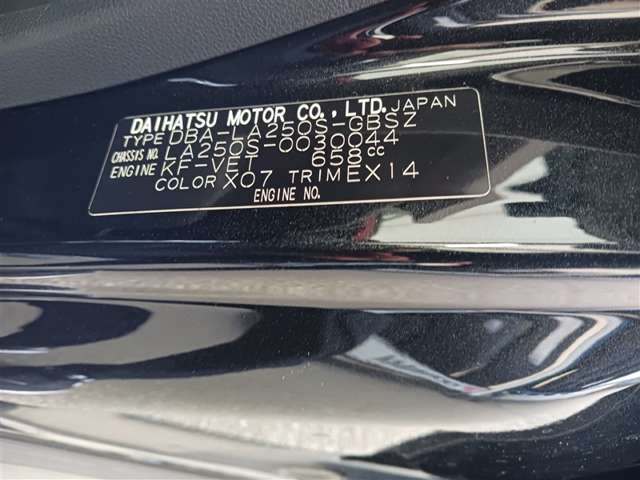 DAIHATSU MOTOR CO., LTD. JAPAN
TYPE DBA-LA250S-GBSZ
CHASSIS NO. LA250S-0030044
ENGINE KF-VET 658cc
COLOR X07 TRIM EX14
ENGINE NO.